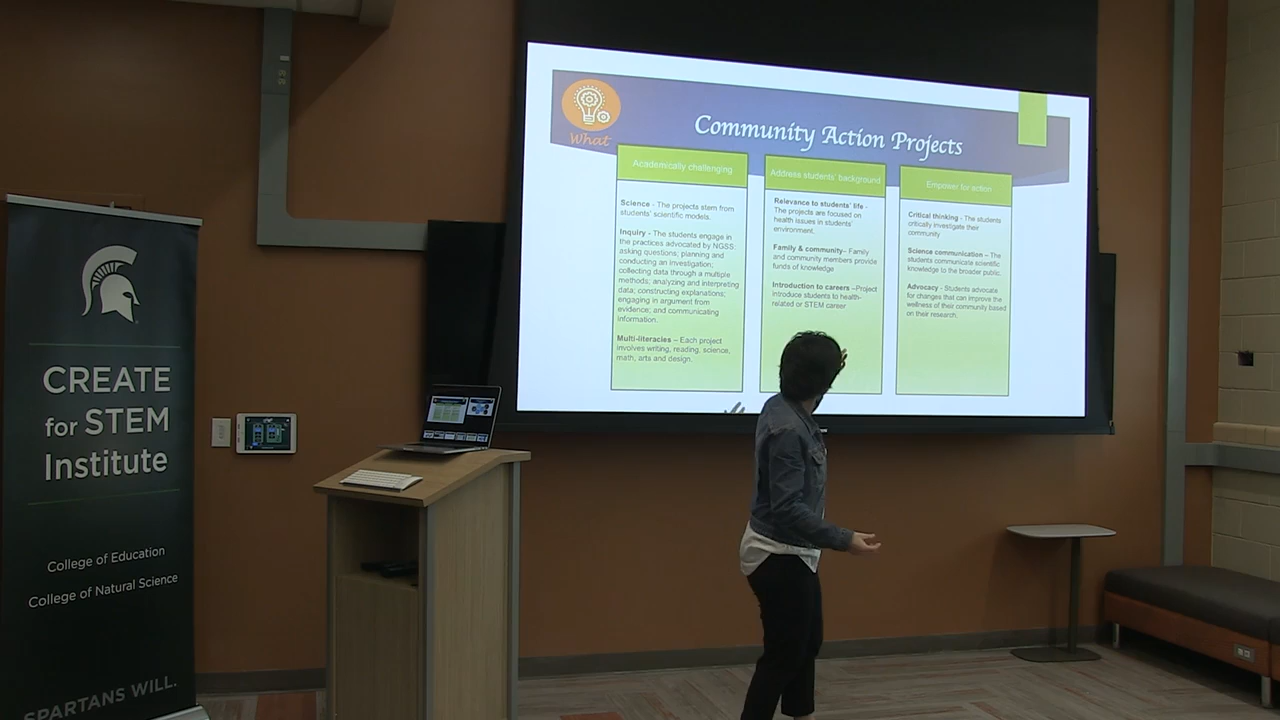 What
Community Action Projects
Academically challenging
Science - The projects stem from
students' scientific models.
Inquiry - The students engage in
the practices advocated by NGSS:
asking questions; planning and
conducting an investigation;
collecting data through a multiple
methods; analyzing and interpreting
data; constructing explanations;
engaging in argument from
evidence; and communicating
information.
Multi-literacies – Each project
involves writing, reading, science,
math, arts and design.
Address students' background
Relevance to students' life -
The projects are focused on
health issues in students'
environment.
Family & community– Family
and community members provide
funds of knowledge
Introduction to careers –Project
introduce students to health-
related or STEM career
Empower for action
Critical thinking - The students
critically investigate their
community
Science communication – The
students communicate scientific
knowledge to the broader public.
Advocacy - Students advocate
for changes that can improve the
wellness of their community based
on their research.
CREATE
for STEM
Institute
College of Education
College of Natural Science
SPARTANS WILL.